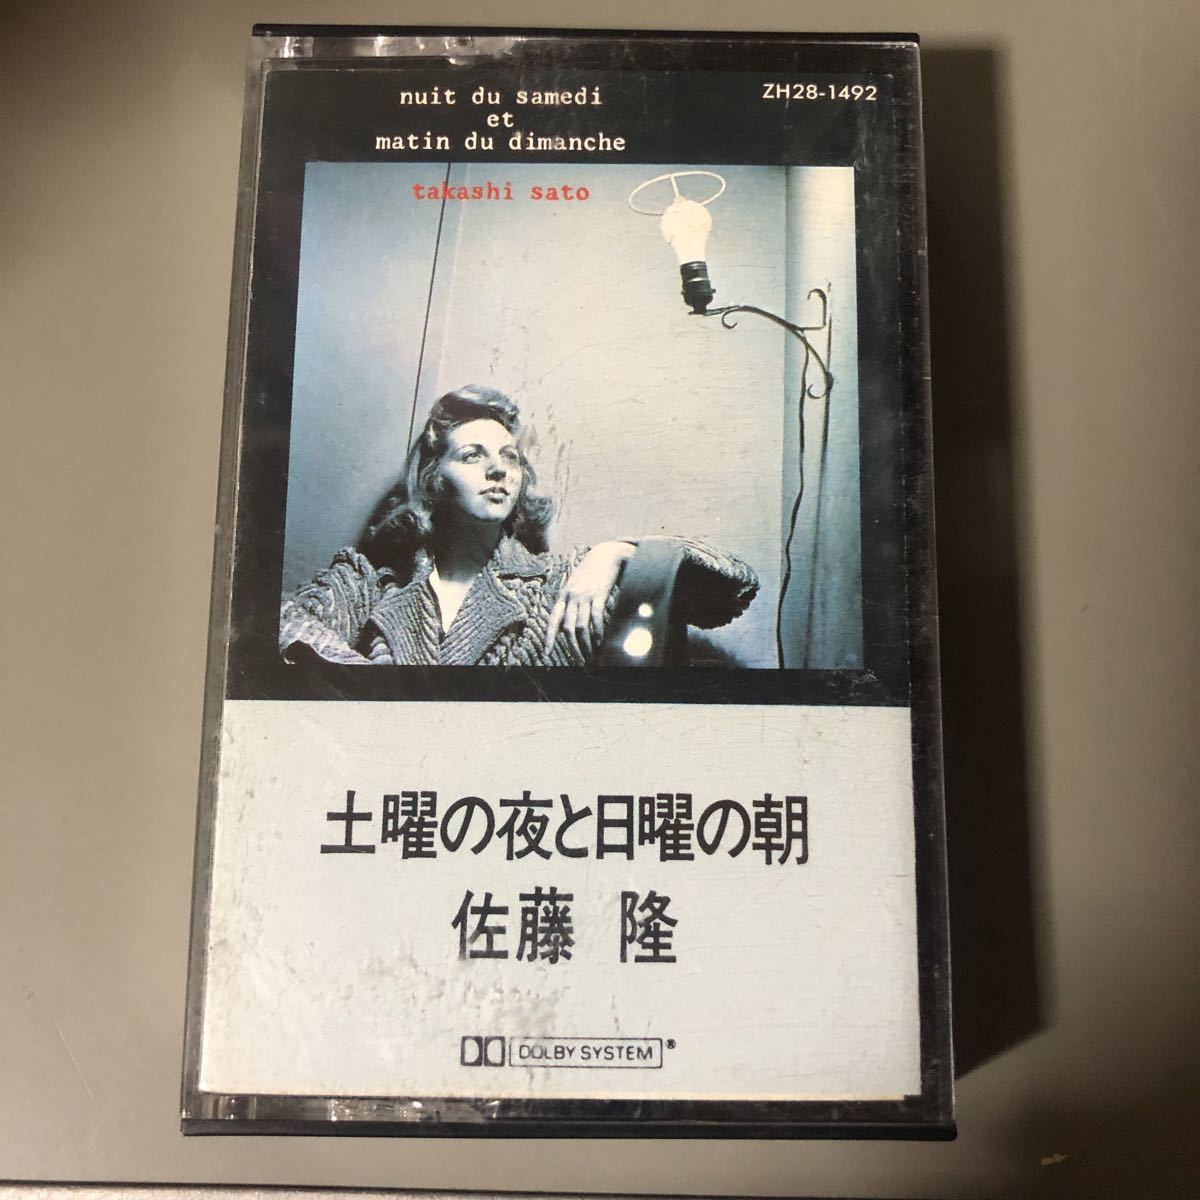 nuit du samedi
et
matin du dimanche
ZH28-1492
takashi sato
土曜の夜と日曜の朝
佐藤 隆
DOLBY SYSTEM®